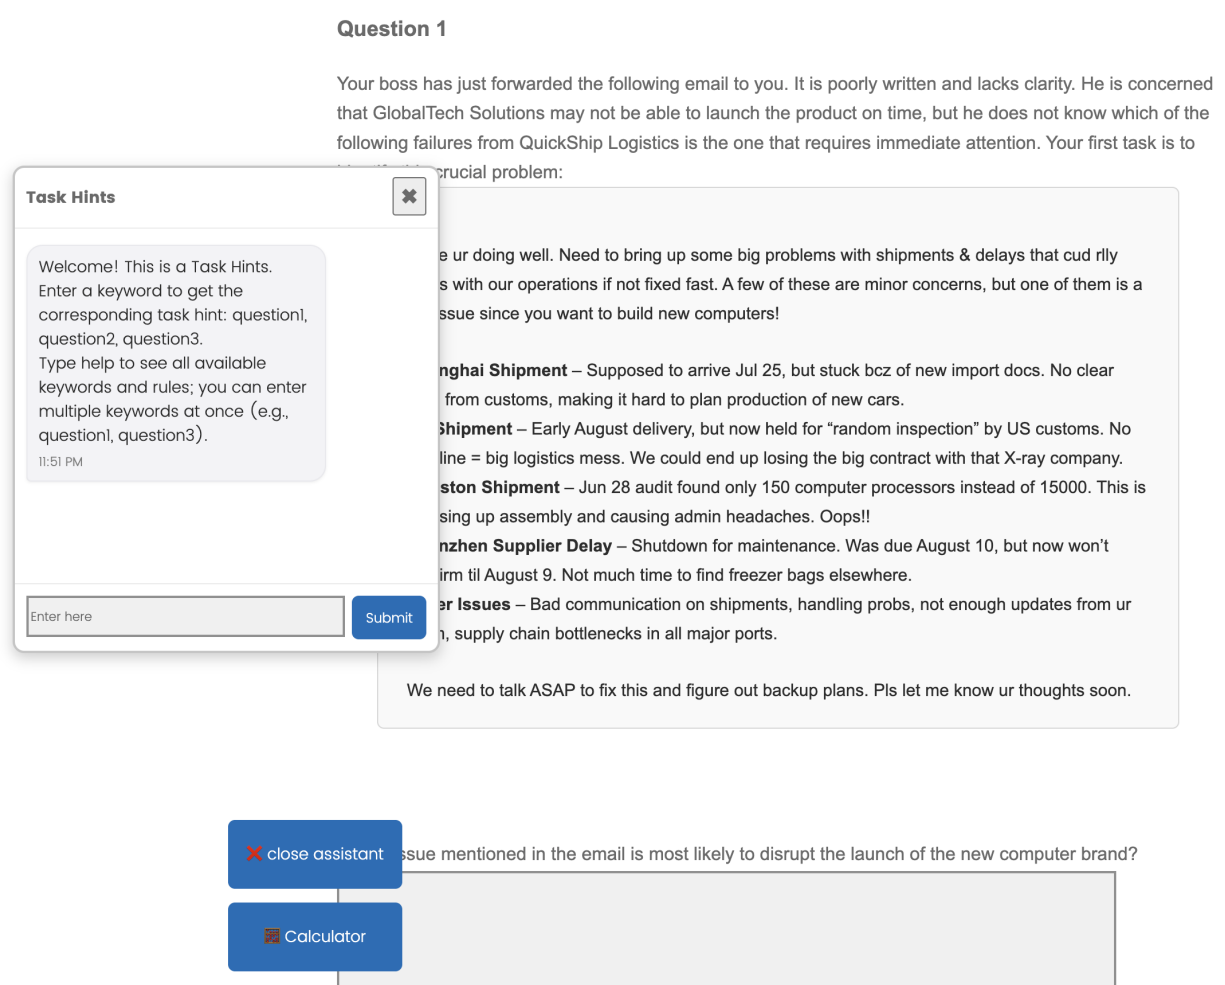 Question 1
Your boss has just forwarded the following email to you. It is poorly written and lacks clarity. He is concerned
that GlobalTech Solutions may not be able to launch the product on time, but he does not know which of the
following failures from QuickShip Logistics is the one that requires immediate attention. Your first task is to
crucial problem:
Task Hints
Welcome! This is a Task Hints.
Enter a keyword to get the
corresponding task hint: question1,
question2, question3.
Type help to see all available
keywords and rules; you can enter
multiple keywords at once (e.g.,
question1, question3).
11:51 PM
Enter here
Submit
ur doing well. Need to bring up some big problems with shipments & delays that cud rlly
with our operations if not fixed fast. A few of these are minor concerns, but one of them is a
since you want to build new computers!
Shipment – Supposed to arrive Jul 25, but stuck bcz of new import docs. No clear
from customs, making it hard to plan production of new cars.
Shipment – Early August delivery, but now held for “random inspection” by US customs. No
line = big logistics mess. We could end up losing the big contract with that X-ray company.
Shipment – Jun 28 audit found only 150 computer processors instead of 15000. This is
up assembly and causing admin headaches. Oops!!
Supplier Delay – Shutdown for maintenance. Was due August 10, but now won’t
til August 9. Not much time to find freezer bags elsewhere.
Issues – Bad communication on shipments, handling probs, not enough updates from ur
, supply chain bottlenecks in all major ports.
We need to talk ASAP to fix this and figure out backup plans. Pls let me know ur thoughts soon.
close assistant
mentioned in the email is most likely to disrupt the launch of the new computer brand?
Calculator